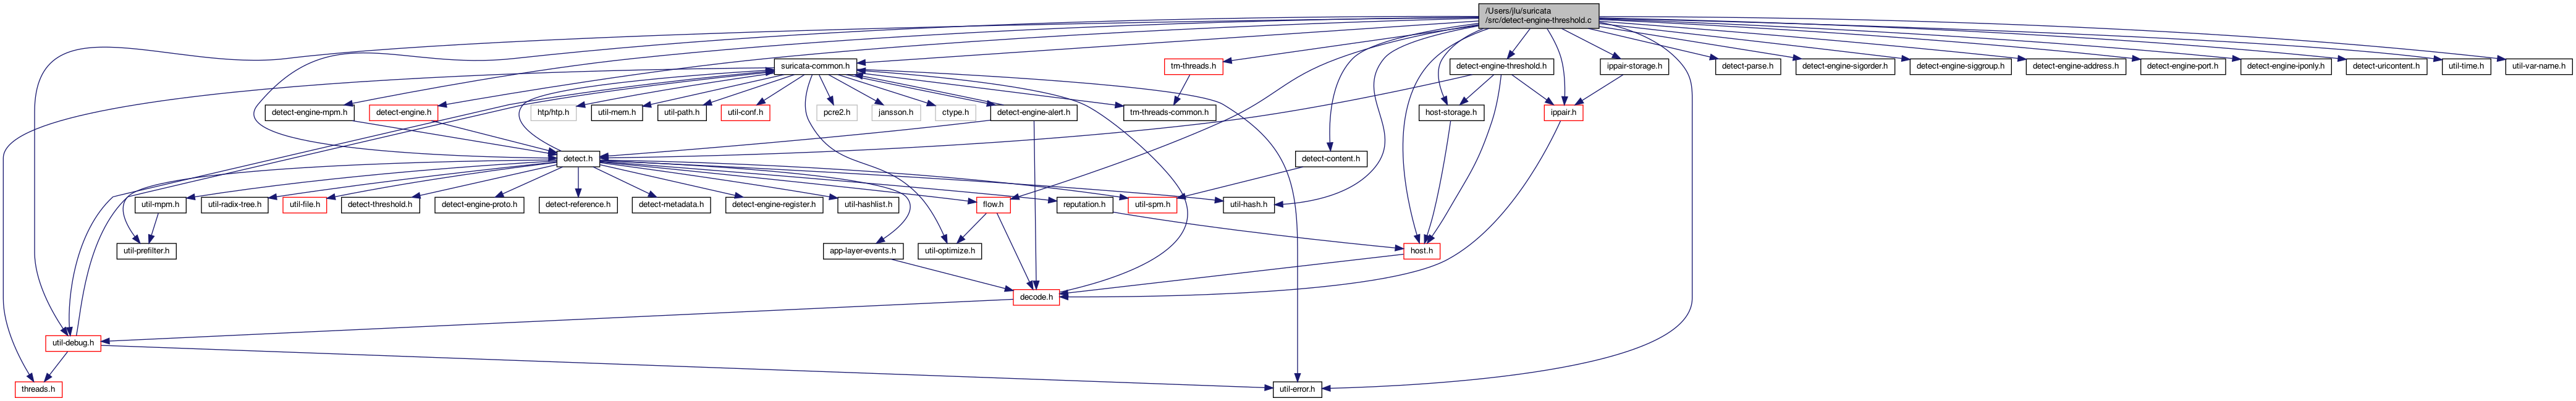 /Users/jlu/suricata
/src/detect-engine-threshold.c
suricata-common.h
tm-threads.h
detect-engine-threshold.h
ippair-storage.h
detect-parse.h
detect-engine-sigorder.h
detect-engine-siggroup.h
detect-engine-address.h
detect-engine-port.h
detect-engine-iponly.h
detect-uricontent.h
util-time.h
util-var-name.h
detect-engine-mpm.h
detect-engine.h
htp/htp.h
util-mem.h
util-path.h
util-conf.h
pcre2.h
jansson.h
ctype.h
detect-engine-alert.h
tm-threads-common.h
host-storage.h
ippair.h
detect.h
detect-content.h
util-mpm.h
util-radix-tree.h
util-file.h
detect-threshold.h
detect-engine-proto.h
detect-reference.h
detect-metadata.h
detect-engine-register.h
util-hashlist.h
flow.h
reputation.h
util-spm.h
util-hash.h
util-prefilter.h
app-layer-events.h
util-optimize.h
host.h
decode.h
util-debug.h
threads.h
util-error.h